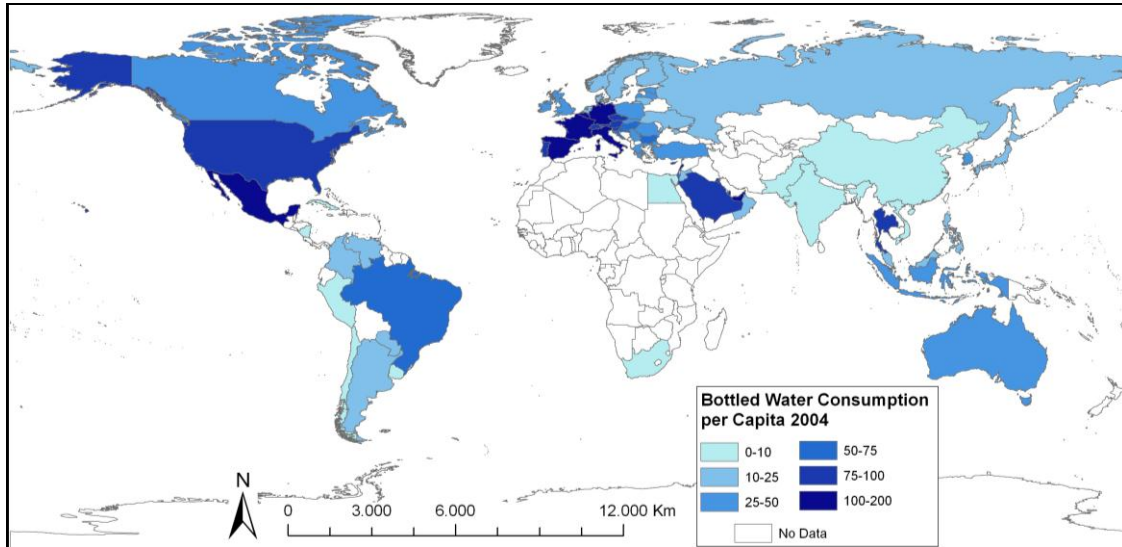 Bottled Water Consumption
per Capita 2004
0-10
50-75
10-25
75-100
25-50
100-200
No Data
N
0
3.000
6.000
12.000 Km